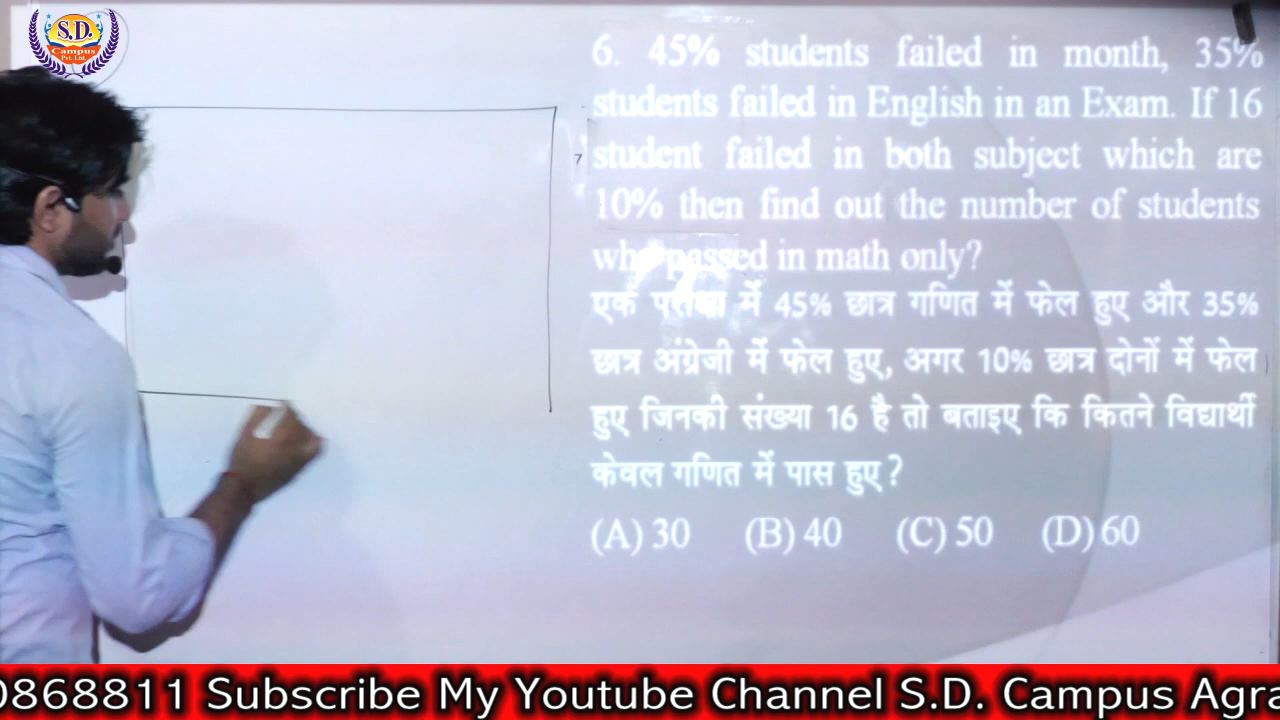 S.D.
Campus
Pvt. Ltd.
6. 45% students failed in month, 35%
students failed in English in an Exam. If 16
student failed in both subject which are
10% then find out the number of students
who passed in math only?
एक परीक्षा में 45% छात्र गणित में फेल हुए और 35%
छात्र अंग्रेजी में फेल हुए, अगर 10% छात्र दोनों में फेल
हुए जिनकी संख्या 16 है तो बताइए कि कितने विद्यार्थी
केवल गणित में पास हुए?
(A) 30 (B) 40 (C) 50 (D) 60
0868811 Subscribe My Youtube Channel S.D. Campus Agra